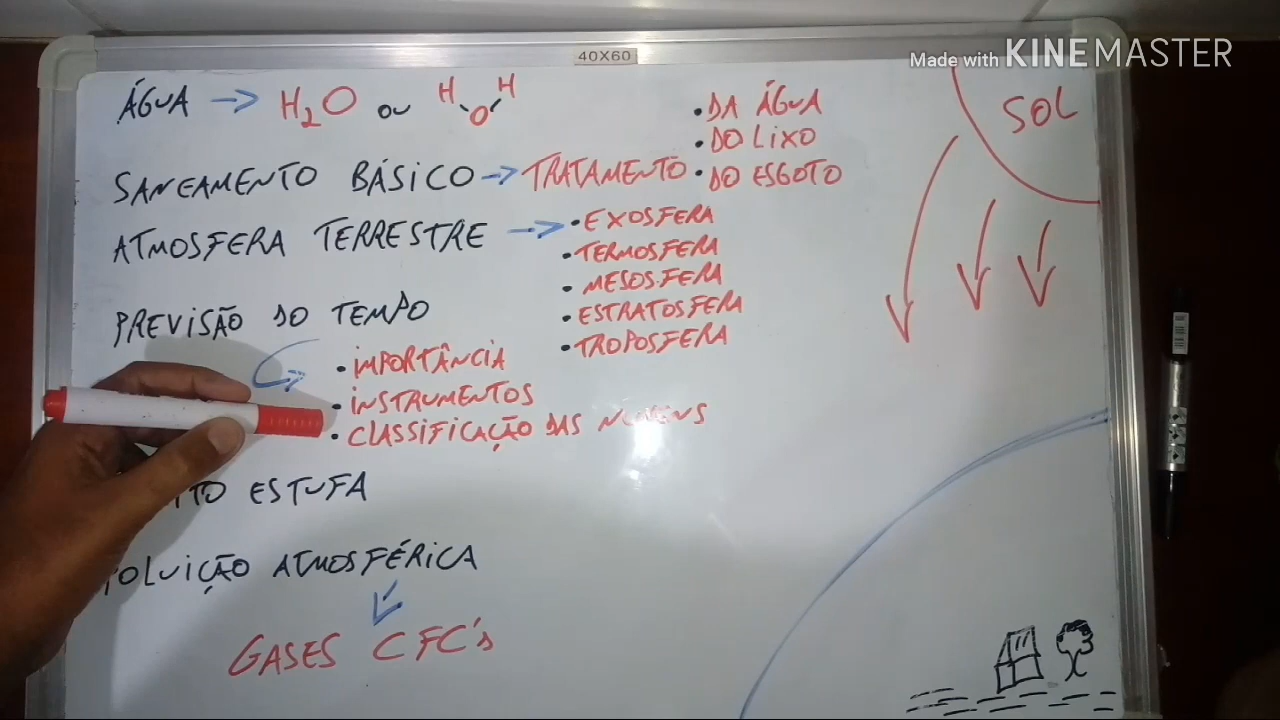 40X60
Made with KINEMASTER
ÁGUA -> H2O ou H O H
SANEAMENTO BÁSICO -> TRATAMENTO
• DA ÁGUA
• DO LIXO
• DO ESGOTO
SOL
ATMOSFERA TERRESTRE ->
• EXOSFERA
• TERMOSFERA
• MESOSFERA
• ESTRATOSFERA
• TROPOSFERA
PREVISÃO DO TEMPO
• IMPORTÂNCIA
• INSTRUMENTOS
• CLASSIFICAÇÃO DAS
ESTUFA
POLUIÇÃO ATMOSFÉRICA
GASES CFC's